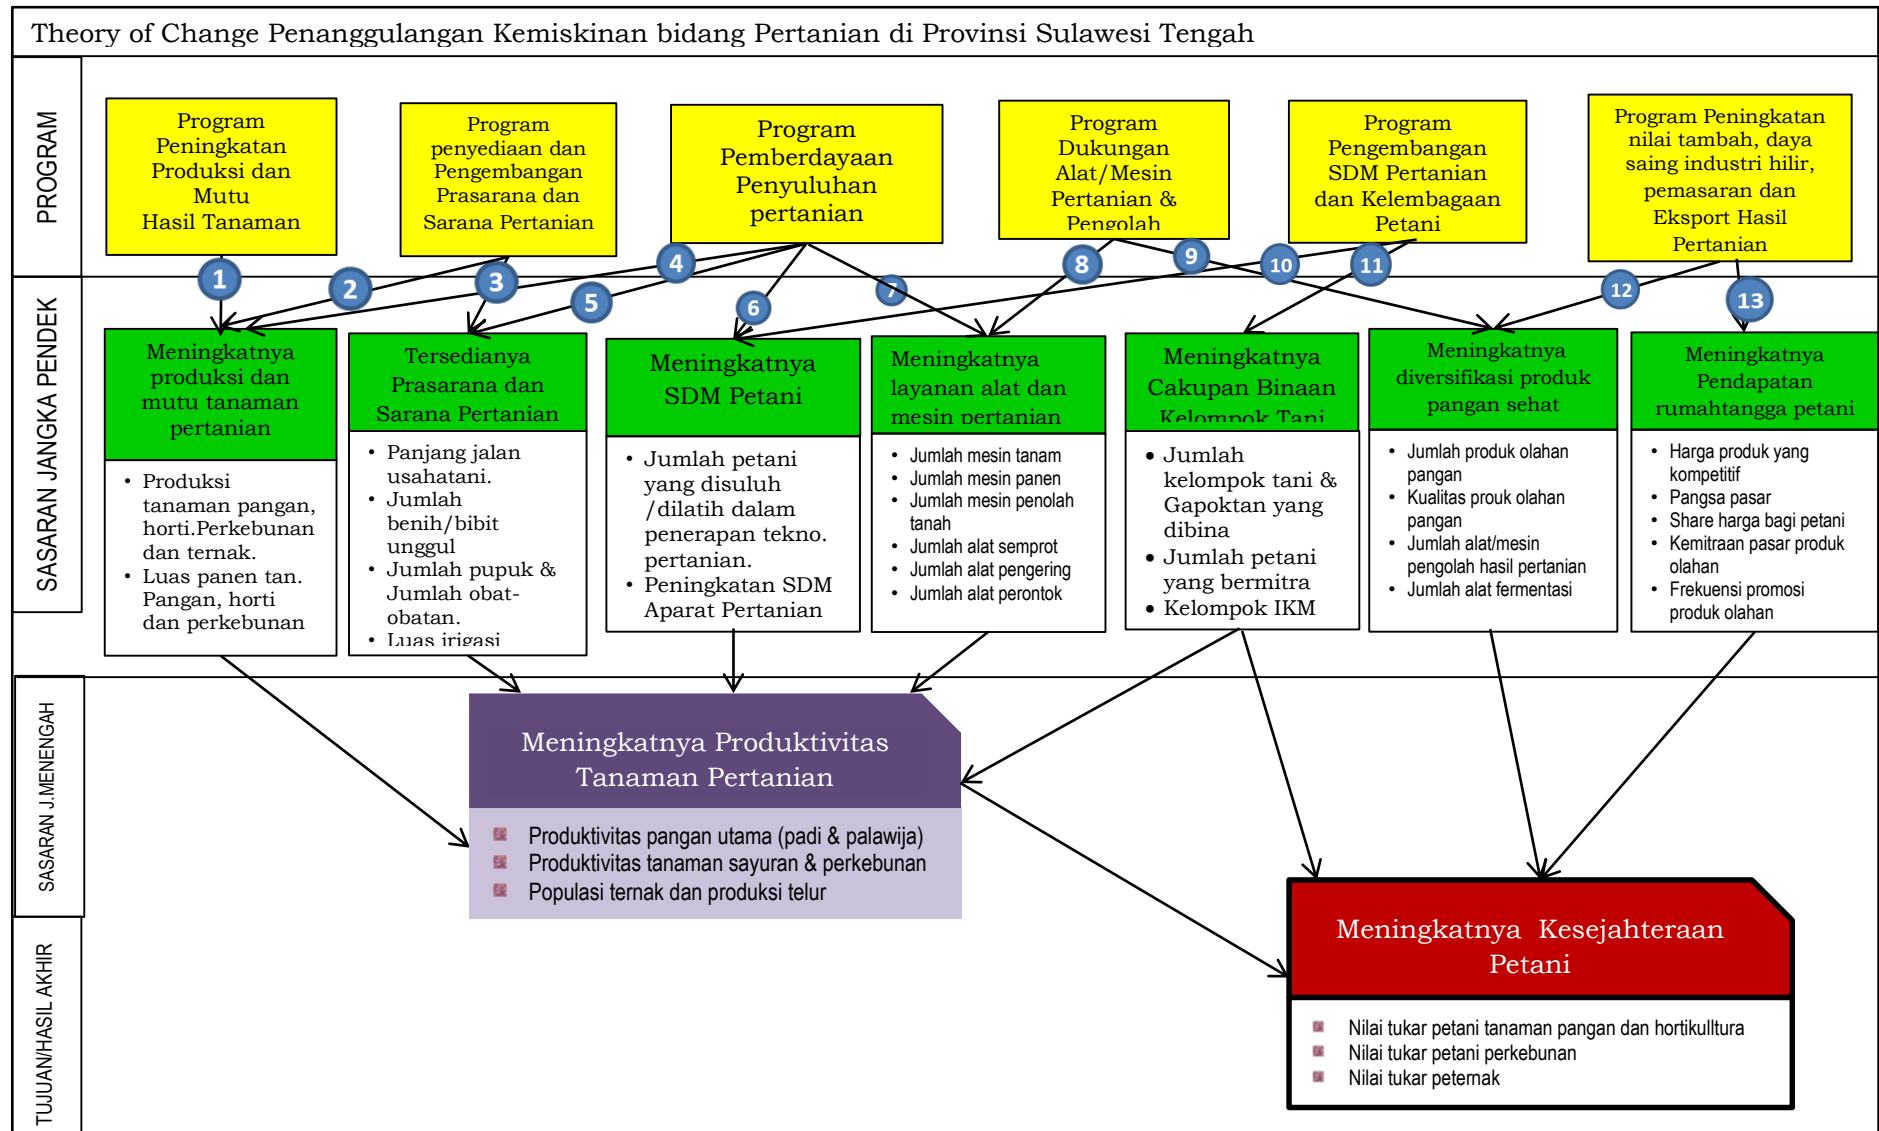 Theory of Change Penanggulangan Kemiskinan bidang Pertanian di Provinsi Sulawesi Tengah
PROGRAM
Program
Peningkatan
Produksi dan
Mutu
Hasil Tanaman
Program
penyediaan dan
Pengembangan
Prasarana dan
Sarana Pertanian
Program
Pemberdayaan
Penyuluhan
pertanian
Program
Dukungan
Alat/Mesin
Pertanian &
Pengolah
Program
Pengembangan
SDM Pertanian
dan Kelembagaan
Petani
Program Peningkatan
nilai tambah, daya
saing industri hilir,
pemasaran dan
Eksport Hasil
Pertanian
1
2
3
4
5
6
7
8
9
10
11
12
13
SASARAN JANGKA PENDEK
Meningkatnya
produksi dan
mutu tanaman
pertanian
• Produksi
tanaman pangan,
horti.Perkebunan
dan ternak.
• Luas panen tan.
Pangan, horti
dan perkebunan
Tersedianya
Prasarana dan
Sarana Pertanian
• Panjang jalan
usahatani.
• Jumlah
benih/bibit
unggul
• Jumlah pupuk &
Jumlah obat-
obatan.
• Luas irigasi
Meningkatnya
SDM Petani
• Jumlah petani
yang disuluh
/dilatih dalam
penerapan tekno.
pertanian.
• Peningkatan SDM
Aparat Pertanian
Meningkatnya
layanan alat dan
mesin pertanian
• Jumlah mesin tanam
• Jumlah mesin panen
• Jumlah mesin penolah
tanah
• Jumlah alat semprot
• Jumlah alat pengering
• Jumlah alat perontok
Meningkatnya
Cakupan Binaan
Kelompok Tani
• Jumlah
kelompok tani &
Gapoktan yang
dibina
• Jumlah petani
yang bermitra
• Kelompok IKM
Meningkatnya
diversifikasi produk
pangan sehat
• Jumlah produk olahan
pangan
• Kualitas prouk olahan
pangan
• Jumlah alat/mesin
pengolah hasil pertanian
• Jumlah alat fermentasi
Meningkatnya
Pendapatan
rumahtangga petani
• Harga produk yang
kompetitif
• Pangsa pasar
• Share harga bagi petani
• Kemitraan pasar produk
olahan
• Frekuensi promosi
produk olahan
SASARAN J.MENENGAH
Meningkatnya Produktivitas
Tanaman Pertanian
Produktivitas pangan utama (padi & palawija)
Produktivitas tanaman sayuran & perkebunan
Populasi ternak dan produksi telur
TUJUAN/HASIL AKHIR
Meningkatnya Kesejahteraan
Petani
Nilai tukar petani tanaman pangan dan hortikulltura
Nilai tukar petani perkebunan
Nilai tukar peternak